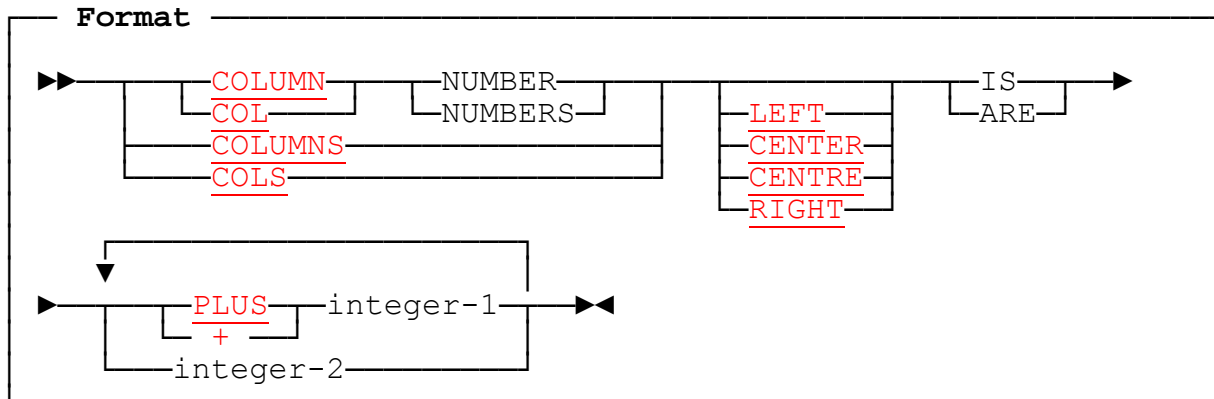 Format
COLUMN NUMBER IS
COL NUMBERS LEFT ARE
COLUMNS CENTER
COLS CENTRE
RIGHT
PLUS integer-1
+
integer-2